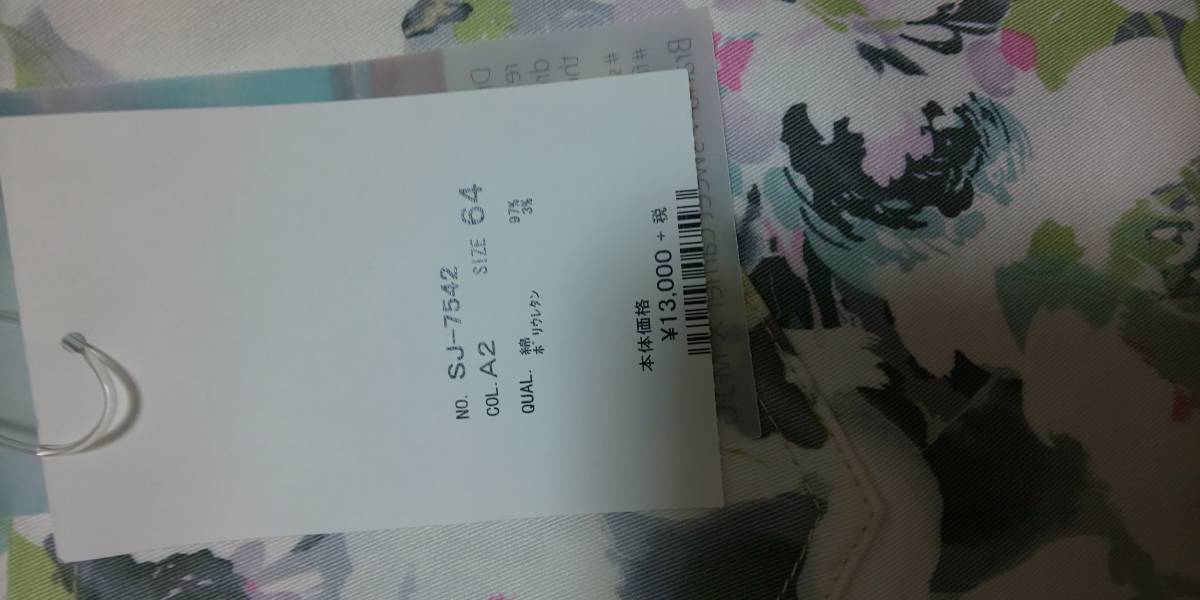 NO. SJ-7542
COL. A2 SIZE 64
QUAL. 綿 97%
ポリウレタン 3%
本体価格
¥13,000 + 税